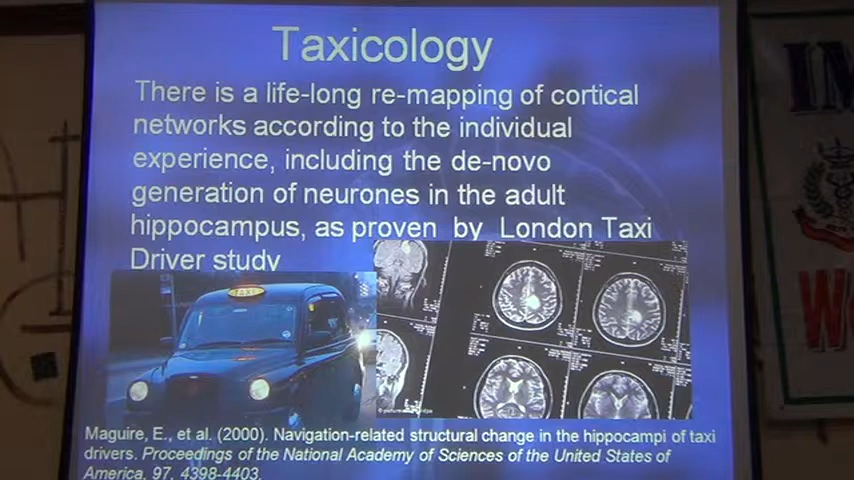 Taxicology
There is a life-long re-mapping of cortical
networks according to the individual
experience, including the de-novo
generation of neurones in the adult
hippocampus, as proven by London Taxi
Driver study
TAXI
Maguire, E., et al. (2000). Navigation-related structural change in the hippocampi of taxi
drivers. Proceedings of the National Academy of Sciences of the United States of
America, 97, 4398-4403.
IM